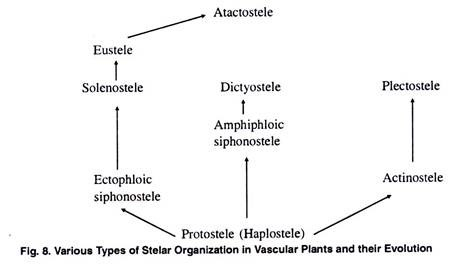 Atactostele
Eustele
Solenostele
Dictyostele
Plectostele
Amphiphloic
siphonostele
Ectophloic
siphonostele
Actinostele
Protostele (Haplostele)
Fig. 8. Various Types of Stelar Organization in Vascular Plants and their Evolution